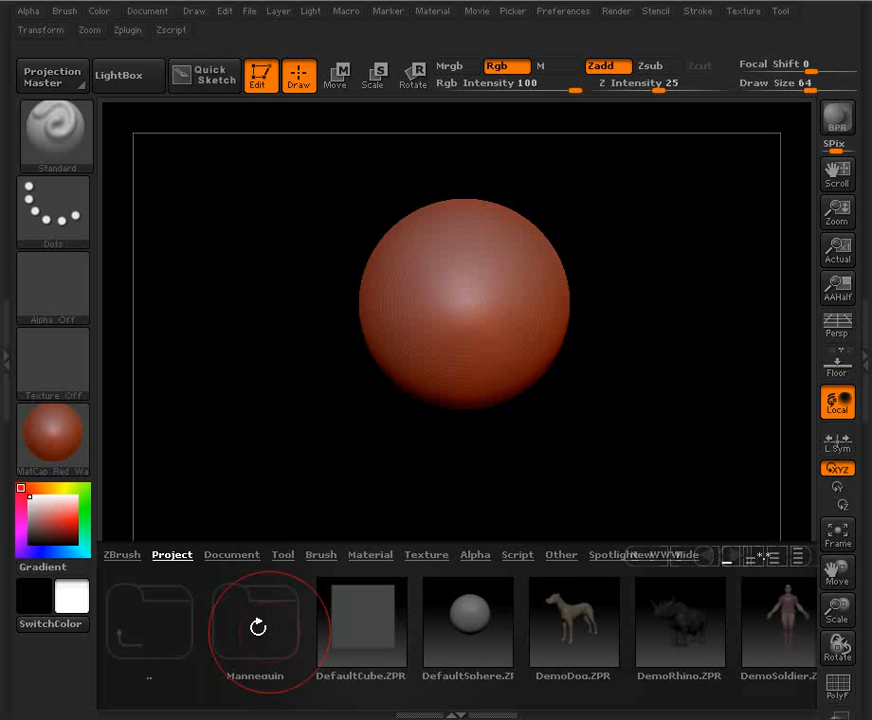 Alpha Brush Color Document Draw Edit File Layer Light Macro Marker Material Movie Picker Preferences Render Stencil Stroke Texture Tool
Transform Zoom Zplugin Zscript
Projection Master
LightBox
Quick Sketch
Edit
Draw
Move
Scale
Rotate
Mrgb Rgb M
Rgb Intensity 100
Zadd Zsub Zcut
Z Intensity 25
Focal Shift 0
Draw Size 64
Standard
Dots
Alpha Off
Texture Off
MatCap Red Wa
Gradient
SwitchColor
BPR
SPix
Scroll
Zoom
Actual
AAHalf
Persp
Floor
Local
L.Sym
XYZ
Y
Z
Frame
Move
Scale
Rotate
PolyF
ZBrush Project Document Tool Brush Material Texture Alpha Script Other Spotlight New Hide
..
Mannequin
DefaultCube.ZPR
DefaultSphere.ZF
DemoDog.ZPR
DemoRhino.ZPR
DemoSoldier.Z